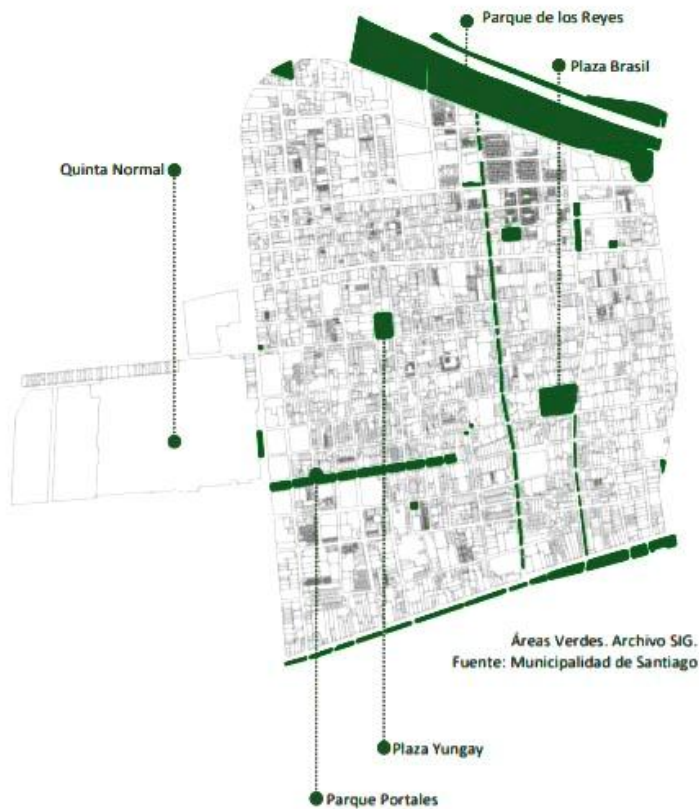 Parque de los Reyes
Plaza Brasil
Quinta Normal
Áreas Verdes. Archivo SIG.
Fuente: Municipalidad de Santiago
Plaza Yungay
Parque Portales